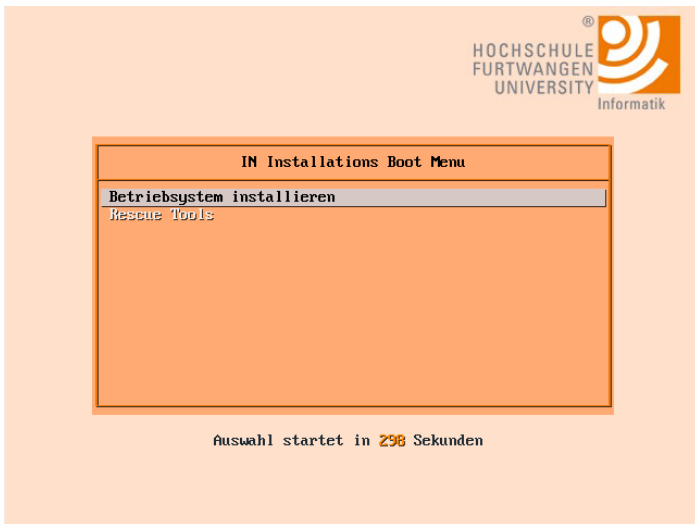 ®
HOCHSCHULE
FURTWANGEN
UNIVERSITY
Informatik
IN Installations Boot Menu
Betriebsystem installieren
Rescue Tools
Auswahl startet in 298 Sekunden